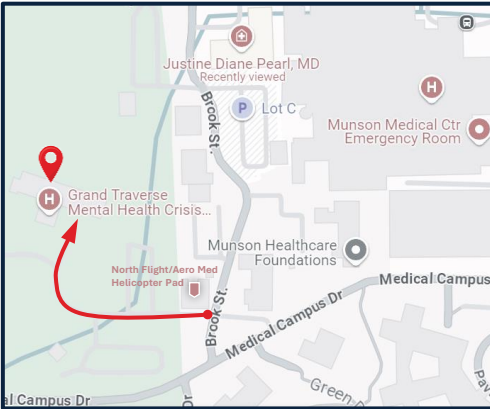 Justine Diane Pearl, MD
Recently viewed
H
Brook St.
P
Lot C
Munson Medical Ctr
Emergency Room
H
Grand Traverse
Mental Health Crisis...
Munson Healthcare
Foundations
North Flight/Aero Med
Helicopter Pad
Medical Campus
Brook St.
Medical Campus Dr
Green
Pav
al Campus Dr